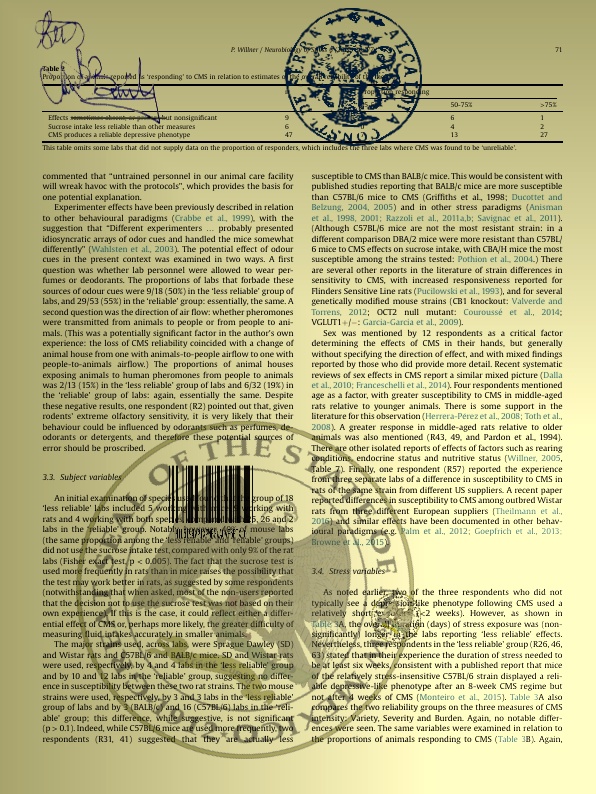 P. Willner / Neurobiology 71
Table 2
Proportion of animals reported as 'responding' to CMS in relation to estimates of the
responding
50-75% >75%
Effects sometimes absent, or present but nonsignificant 9 6 1
Sucrose intake less reliable than other measures 6 4 2
CMS produces a reliable depressive phenotype 47 13 27
This table omits some labs that did not supply data on the proportion of responders, which includes the three labs where CMS was found to be 'unreliable'.
commented that "untrained personnel in our animal care facility
will wreak havoc with the protocols", which provides the basis for
one potential explanation.
Experimenter effects have been previously described in relation
to other behavioural paradigms (Crabbe et al., 1999), with the
suggestion that "Different experimenters ... probably presented
idiosyncratic arrays of odor cues and handled the mice somewhat
differently" (Wahlsten et al., 2003). The potential effect of odour
cues in the present context was examined in two ways. A first
question was whether lab personnel were allowed to wear per-
fumes or deodorants. The proportions of labs that forbade these
sources of odour cues were 9/18 (50%) in the 'less reliable' group of
labs, and 29/53 (55%) in the 'reliable' group: essentially, the same. A
second question was the direction of air flow: whether pheromones
were transmitted from animals to people or from people to ani-
mals. (This was a potentially significant factor in the author's own
experience: the loss of CMS reliability coincided with a change of
animal house from one with animals-to-people airflow to one with
people-to-animals airflow.) The proportions of animal houses
exposing animals to human pheromones from people to animals
was 2/13 (15%) in the 'less reliable' group of labs and 6/32 (19%) in
the 'reliable' group of labs: again, essentially the same. Despite
these negative results, one respondent (R2) pointed out that, given
rodents' extreme olfactory sensitivity, it is very likely that their
behaviour could be influenced by odorants such as perfumes, de-
odorants or detergents, and therefore these potential sources of
error should be proscribed.
3.3. Subject variables
An initial examination of species used found that the group of 18
'less reliable' labs included 5 working with mice, 9 working with
rats and 4 working with both species, compared with 25, 26 and 2
labs in the 'reliable' group. Notably, however, 40% of mouse labs
(the same proportion among the 'less reliable' and 'reliable' groups)
did not use the sucrose intake test, compared with only 9% of the rat
labs (Fisher exact test, p < 0.005). The fact that the sucrose test is
used more frequently in rats than in mice raises the possibility that
the test may work better in rats, as suggested by some respondents
(notwithstanding that when asked, most of the non-users reported
that the decision not to use the sucrose test was not based on their
own experience). If this is the case, it could reflect either a differ-
ential effect of CMS or, perhaps more likely, the greater difficulty of
measuring fluid intakes accurately in smaller animals.
The major strains used, across labs, were Sprague Dawley (SD)
and Wistar rats and C57BL/6 and BALB/c mice. SD and Wistar rats
were used, respectively, by 4 and 4 labs in the 'less reliable' group
and by 10 and 12 labs in the 'reliable' group, suggesting no differ-
ence in susceptibility between these two rat strains. The two mouse
strains were used, respectively, by 3 and 3 labs in the 'less reliable'
group of labs and by 5 (BALB/c) and 16 (C57BL/6) labs in the 'reli-
able' group; this difference, while suggestive, is not significant
(p > 0.1). Indeed, while C57BL/6 mice are used more frequently, two
respondents (R31, 41) suggested that they are actually less
susceptible to CMS than BALB/c mice. This would be consistent with
published studies reporting that BALB/c mice are more susceptible
than C57BL/6 mice to CMS (Griffiths et al., 1998; Ducottet and
Belzung, 2004, 2005) and in other stress paradigms (Anisman
et al., 1998, 2001; Razzoli et al., 2011a,b; Savignac et al., 2011).
(Although C57BL/6 mice are not the most resistant strain: in a
different comparison DBA/2 mice were more resistant than C57BL/
6 mice to CMS effects on sucrose intake, with CBA/H mice the most
susceptible among the strains tested: Pothion et al., 2004.) There
are several other reports in the literature of strain differences in
sensitivity to CMS, with increased responsiveness reported for
Flinders Sensitive Line rats (Pucilowski et al., 1993), and for several
genetically modified mouse strains (CB1 knockout: Valverde and
Torrens, 2012; OCT2 null mutant: Couroussé et al., 2014;
VGLUT1+/−: Garcia-Garcia et al., 2009).
Sex was mentioned by 12 respondents as a critical factor
determining the effects of CMS in their hands, but generally
without specifying the direction of effect, and with mixed findings
reported by those who did provide more detail. Recent systematic
reviews of sex effects in CMS report a similar mixed picture (Dalla
et al., 2010; Franceschelli et al., 2014). Four respondents mentioned
age as a factor, with greater susceptibility to CMS in middle-aged
rats relative to younger animals. There is some support in the
literature for this observation (Herrera-Pérez et al., 2008; Toth et al.,
2008). A greater response in middle-aged rats relative to older
animals was also mentioned (R43, 49, and Pardon et al., 1994).
There are other isolated reports of effects of factors such as rearing
conditions, endocrine status and nutritive status (Willner, 2005,
Table 7). Finally, one respondent (R57) reported the experience
from three separate labs of a difference in susceptibility to CMS in
rats of the same strain from different US suppliers. A recent paper
reported differences in susceptibility to CMS among outbred Wistar
rats from three different European suppliers (Theilmann et al.,
2016) and similar effects have been documented in other behav-
ioural paradigms (e.g. Palm et al., 2012; Goepfrich et al., 2013;
Browne et al., 2015).
3.4. Stress variables
As noted earlier, two of the three respondents who did not
typically see a depression-like phenotype following CMS used a
relatively short (<2 weeks). However, as shown in
Table 3A, the overall duration (days) of stress exposure was (non-
significantly) longer in the labs reporting 'less reliable' effects.
Nevertheless, three respondents in the 'less reliable' group (R26, 46,
63) stated that in their experience the duration of stress needed to
be at least six weeks, consistent with a published report that mice
of the relatively stress-insensitive C57BL/6 strain displayed a reli-
able depressive-like phenotype after an 8-week CMS regime but
not after 4 weeks of CMS (Monteiro et al., 2015). Table 3A also
compares the two reliability groups on the three measures of CMS
intensity: Variety, Severity and Burden. Again, no notable differ-
ences were seen. The same variables were examined in relation to
the proportions of animals responding to CMS (Table 3B). Again,